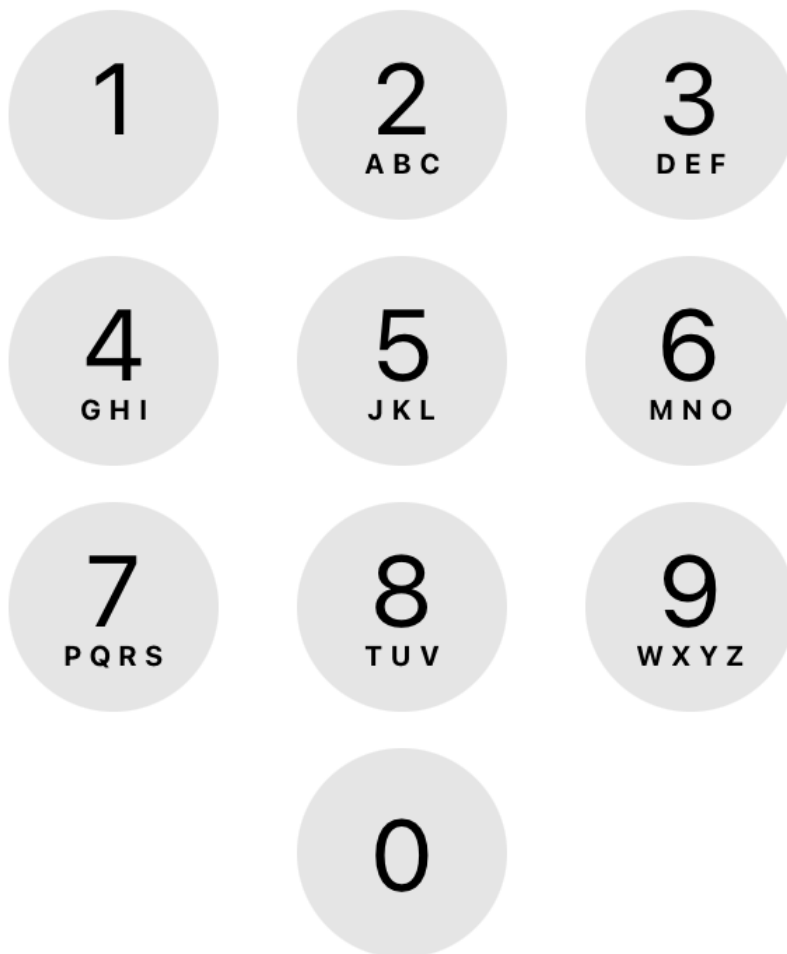 1 2 3
ABC DEF
4 5 6
GHI JKL MNO
7 8 9
PQRS TUV WXYZ
0